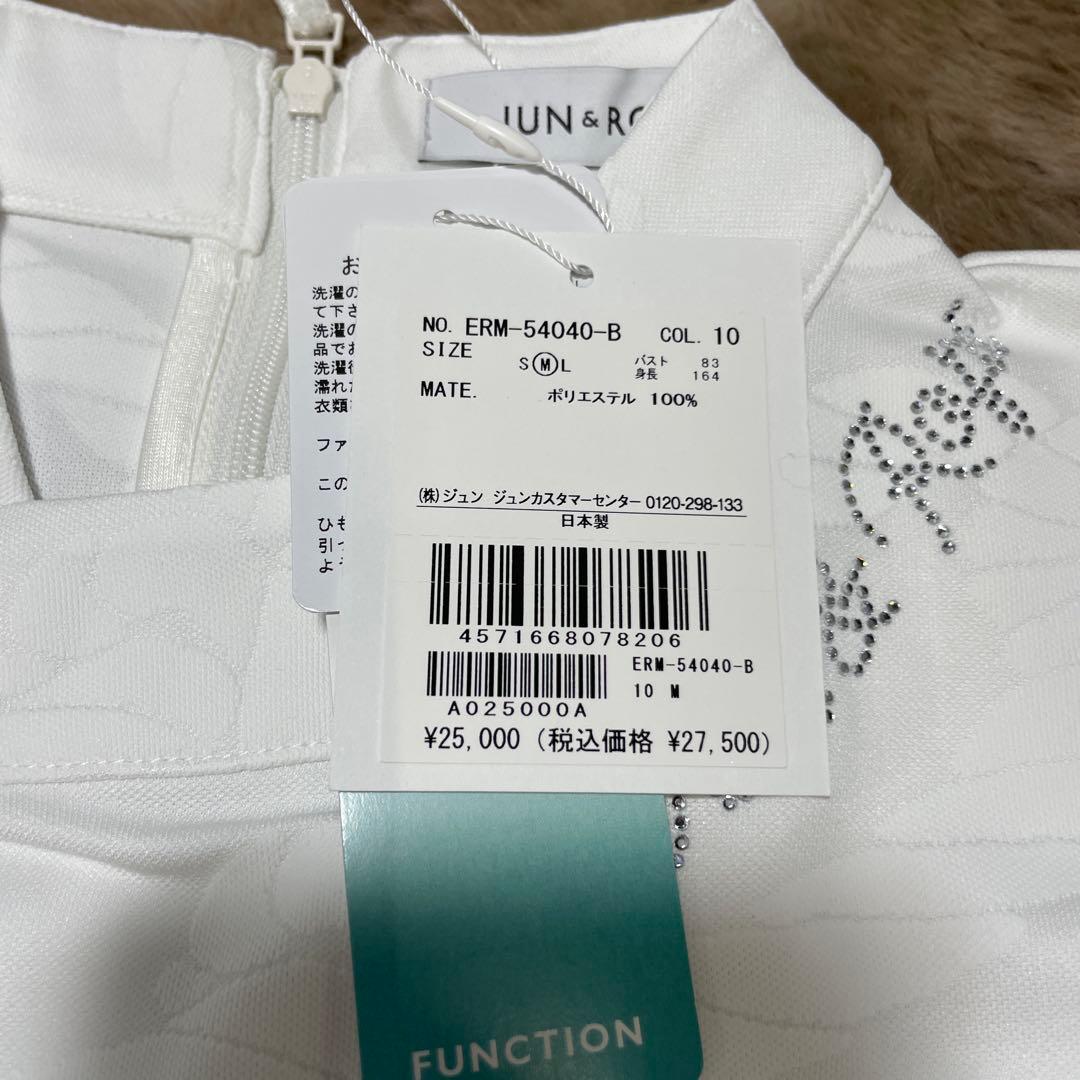 JUN & RO
お
洗濯の
て下さ
洗濯の
品でお
洗濯後
濡れた
衣類
ファ
この
ひも
引っ
よう
NO. ERM-54040-B COL. 10
SIZE S M L バスト 83
身長 164
MATE. ポリエステル 100%
(株)ジュン ジュンカスタマーセンター 0120-298-133
日本製
4571668078206
ERM-54040-B
10 M
A025000A
¥25,000 (税込価格 ¥27,500)
FUNCTION